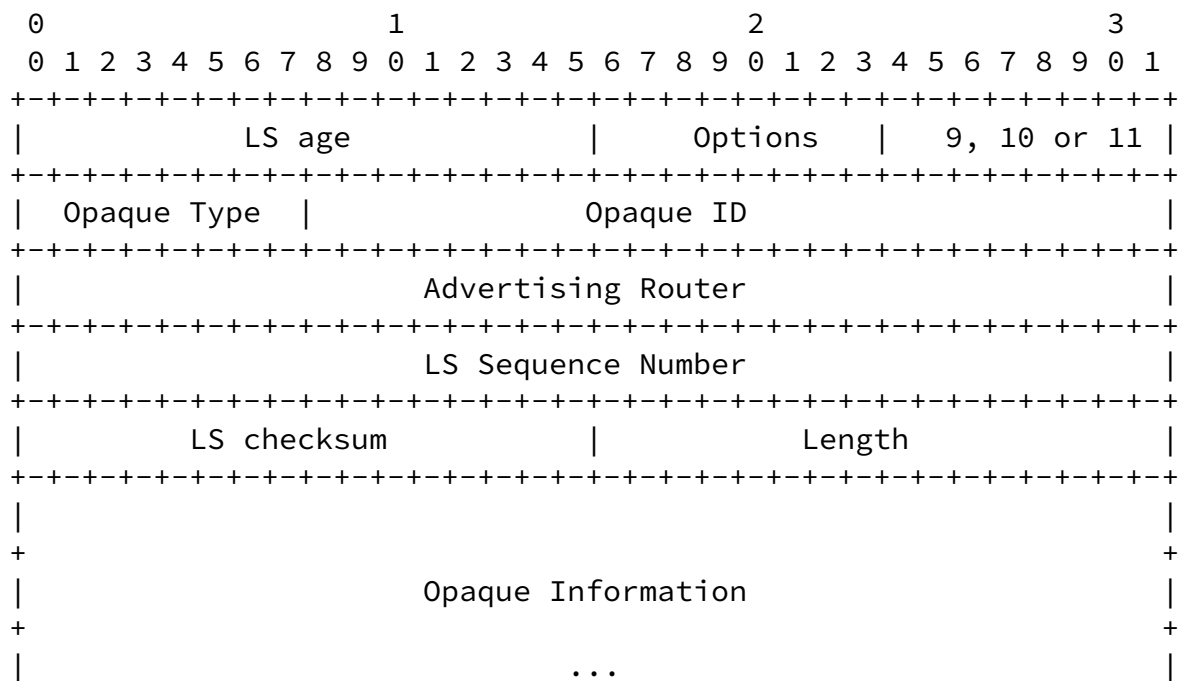 0                   1                   2                   3
 0 1 2 3 4 5 6 7 8 9 0 1 2 3 4 5 6 7 8 9 0 1 2 3 4 5 6 7 8 9 0 1
+-+-+-+-+-+-+-+-+-+-+-+-+-+-+-+-+-+-+-+-+-+-+-+-+-+-+-+-+-+-+-+-+
|            LS age             |     Options   |   9, 10 or 11 |
+-+-+-+-+-+-+-+-+-+-+-+-+-+-+-+-+-+-+-+-+-+-+-+-+-+-+-+-+-+-+-+-+
|  Opaque Type  |               Opaque ID                         |
+-+-+-+-+-+-+-+-+-+-+-+-+-+-+-+-+-+-+-+-+-+-+-+-+-+-+-+-+-+-+-+-+
|                      Advertising Router                       |
+-+-+-+-+-+-+-+-+-+-+-+-+-+-+-+-+-+-+-+-+-+-+-+-+-+-+-+-+-+-+-+-+
|                      LS Sequence Number                       |
+-+-+-+-+-+-+-+-+-+-+-+-+-+-+-+-+-+-+-+-+-+-+-+-+-+-+-+-+-+-+-+-+
|         LS checksum           |           Length              |
+-+-+-+-+-+-+-+-+-+-+-+-+-+-+-+-+-+-+-+-+-+-+-+-+-+-+-+-+-+-+-+-+
|                                                               |
+                                                               +
|                      Opaque Information                       |
+                                                               +
|                              ...                              |